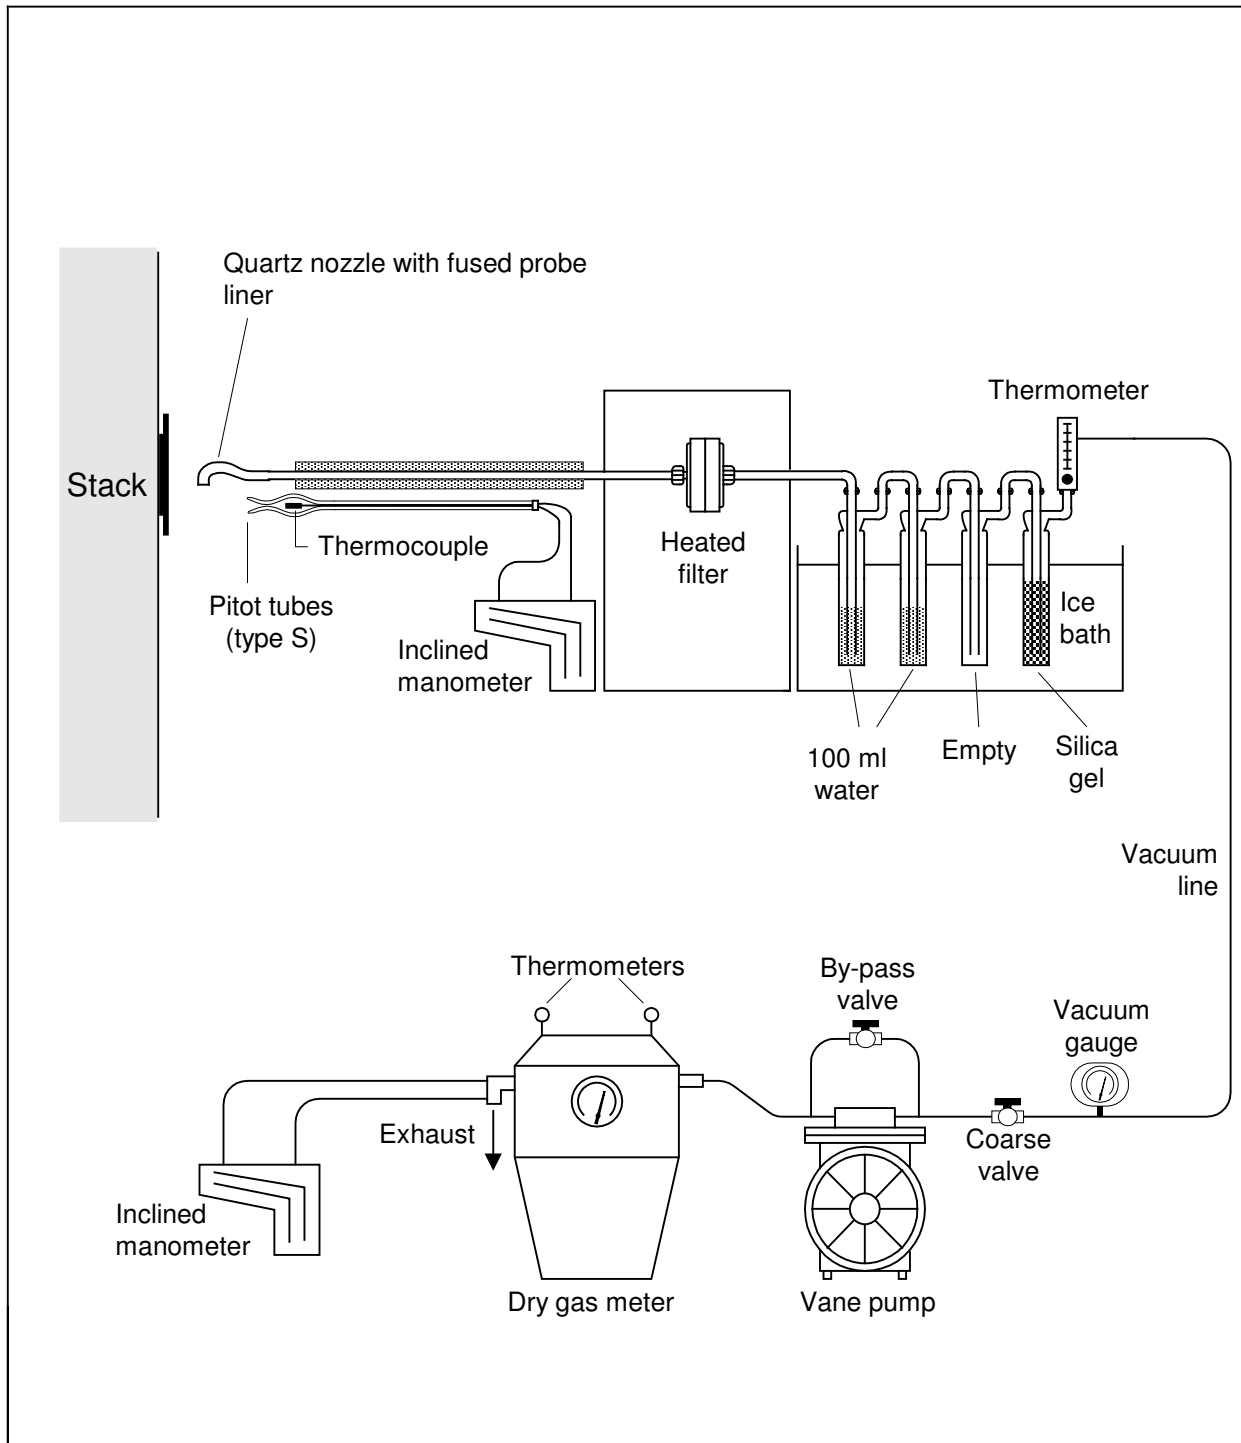 Quartz nozzle with fused probe
liner
Thermometer
Stack
Thermocouple
Heated
filter
Pitot tubes
(type S)
Inclined
manometer
Ice
bath
100 ml
water
Empty
Silica
gel
Vacuum
line
Thermometers
By-pass
valve
Vacuum
gauge
Exhaust
Coarse
valve
Inclined
manometer
Dry gas meter
Vane pump